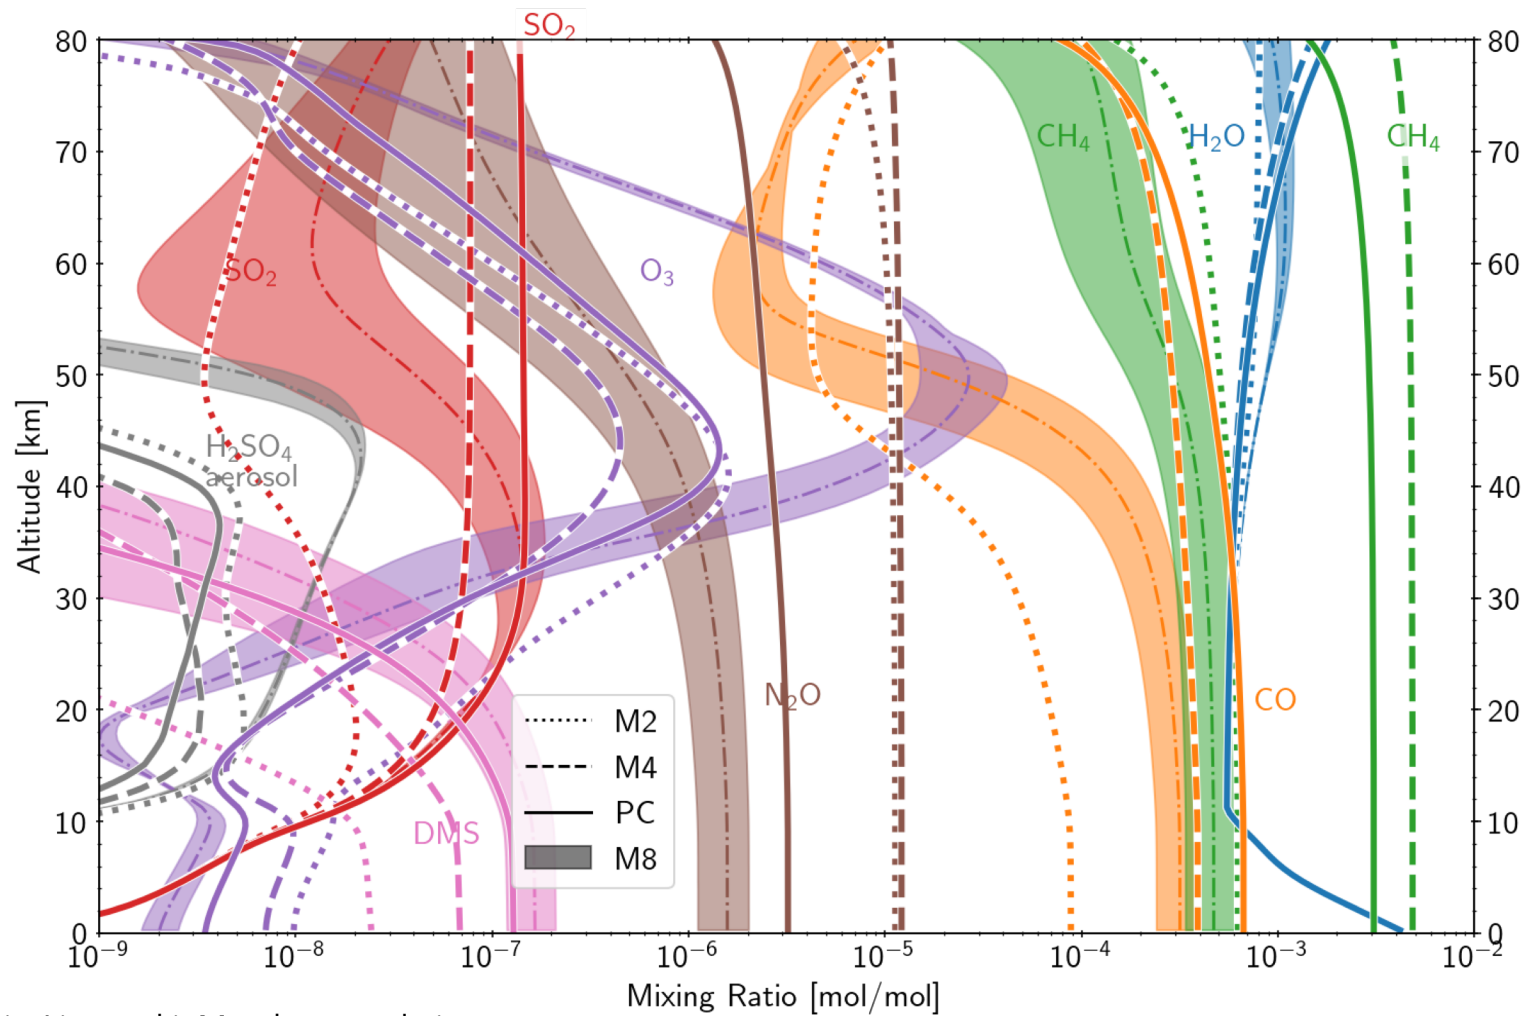 SO₂
80
80
70
CH₄
H₂O
CH₄
70
60
SO₂
O₃
60
50
50
H₂SO₄
aerosol
40
40
Altitude [km]
30
30
20
N₂O
CO
20
M2
M4
PC
M8
10
DMS
10
0
0
10⁻⁹
10⁻⁸
10⁻⁷
10⁻⁶
10⁻⁵
10⁻⁴
10⁻³
10⁻²
Mixing Ratio [mol/mol]